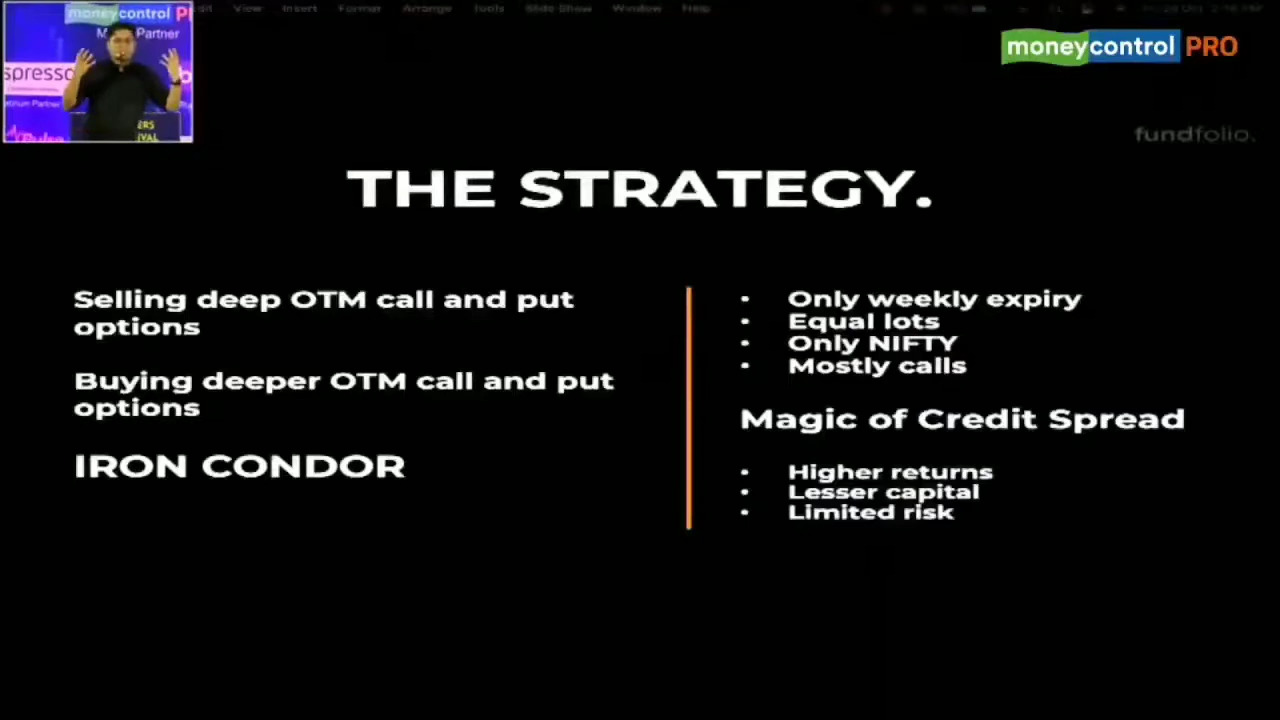 View Insert Format Arrange Tools Slide Show Window Help
moneycontrol
Partner
moneycontrol PRO
fundfolio.
THE STRATEGY.
Selling deep OTM call and put
options
Buying deeper OTM call and put
options
IRON CONDOR
• Only weekly expiry
• Equal lots
• Only NIFTY
• Mostly calls
Magic of Credit Spread
• Higher returns
• Lesser capital
• Limited risk